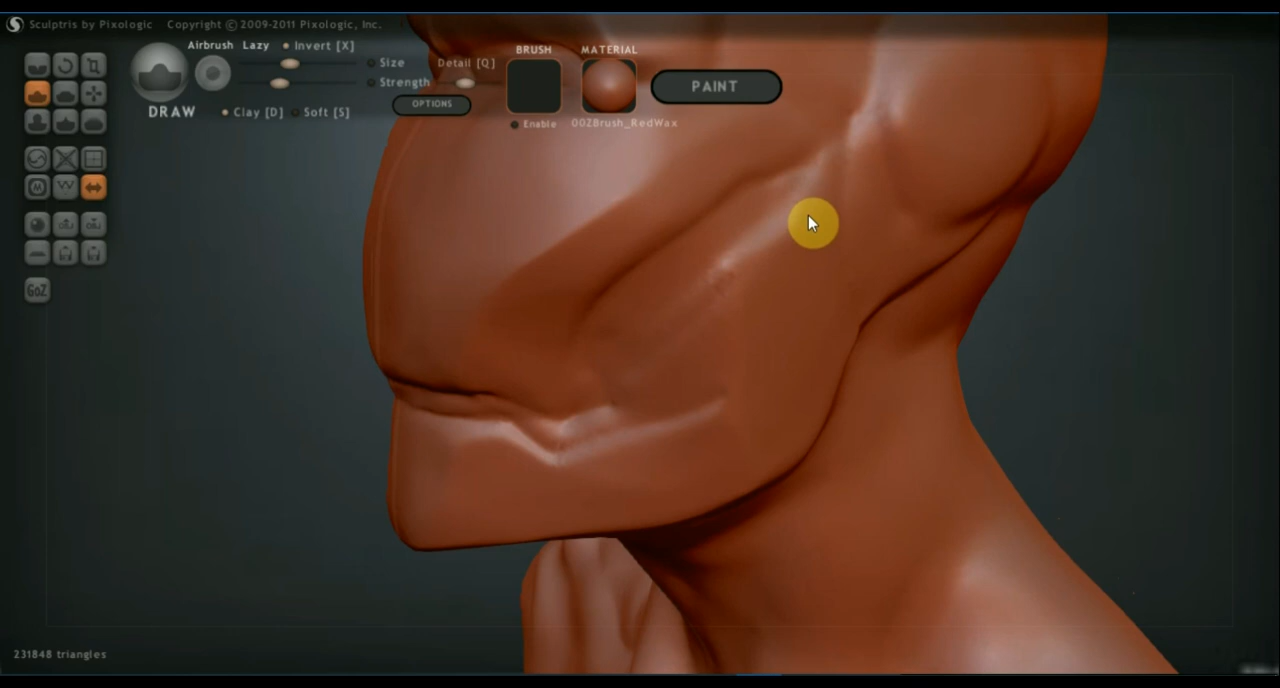 Sculptris by Pixologic Copyright © 2009-2011 Pixologic, Inc.
Airbrush Lazy Invert [X]
Size Detail [Q]
Strength
OPTIONS
DRAW Clay [D] Soft [S]
BRUSH MATERIAL
PAINT
Enable 00ZBrush_RedWax
GoZ
231848 triangles